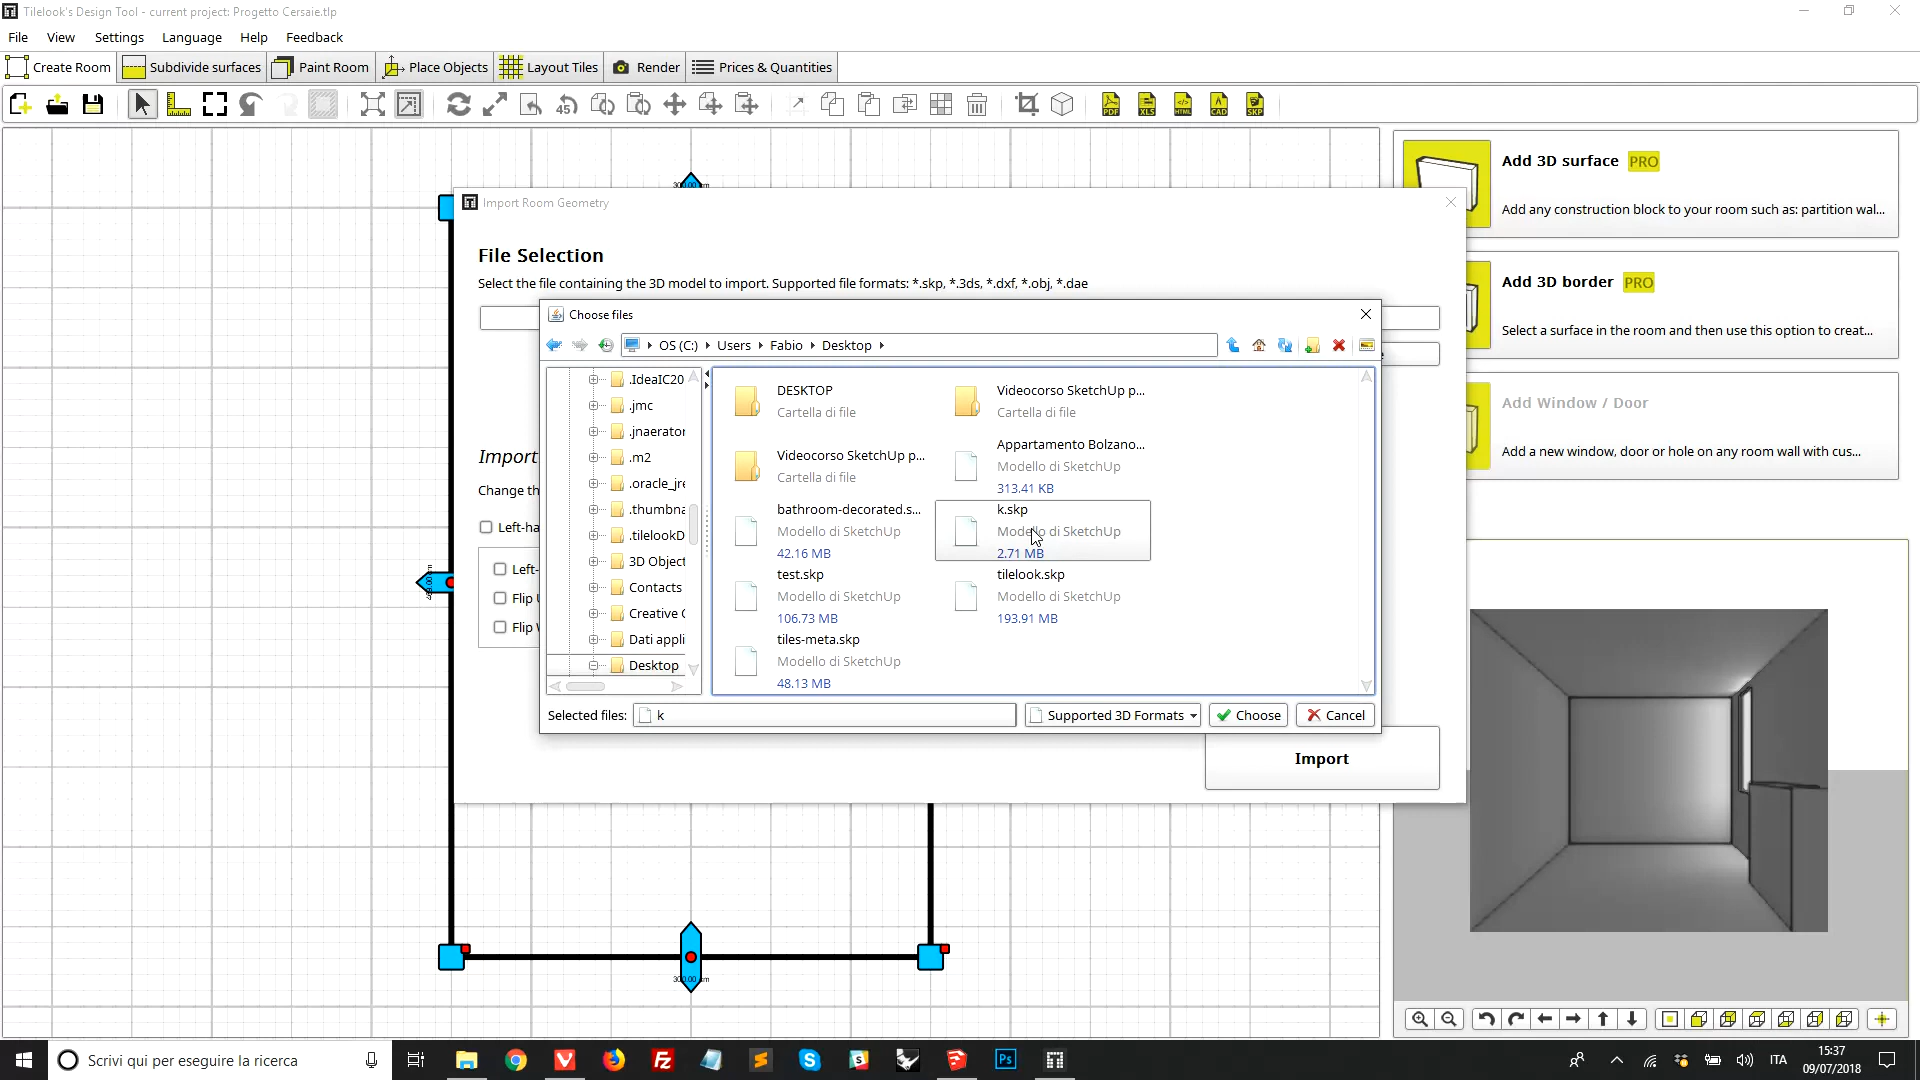 Tilelook's Design Tool - current project: Progetto Cersaie.tlp
File View Settings Language Help Feedback
Create Room Subdivide surfaces Paint Room Place Objects Layout Tiles Render Prices & Quantities
45
PDF XLS HTML CAD SKP
Import Room Geometry
File Selection
Select the file containing the 3D model to import. Supported file formats: *.skp, *.3ds, *.dxf, *.obj, *.dae
Choose files
OS (C:) Users Fabio Desktop
.IdeaIC20
.jmc
.jnaerator
.m2
.oracle_jre
.thumbna
.tilelookD
3D Object
Contacts
Creative C
Dati appli
Desktop
DESKTOP
Cartella di file
Videocorso SketchUp p...
Cartella di file
Videocorso SketchUp p...
Cartella di file
Appartamento Bolzano...
Modello di SketchUp
313.41 KB
bathroom-decorated.s...
Modello di SketchUp
42.16 MB
k.skp
Modello di SketchUp
2.71 MB
test.skp
Modello di SketchUp
106.73 MB
tilelook.skp
Modello di SketchUp
193.91 MB
tiles-meta.skp
Modello di SketchUp
48.13 MB
Selected files: k Supported 3D Formats Choose Cancel
Import
Change th
Left-ha
Left-
Flip
Flip
Import
Add 3D surface PRO
Add any construction block to your room such as: partition wal...
Add 3D border PRO
Select a surface in the room and then use this option to creat...
Add Window / Door
Add a new window, door or hole on any room wall with cus...
Scrivi qui per eseguire la ricerca
Ps
ITA
15:37
09/07/2018